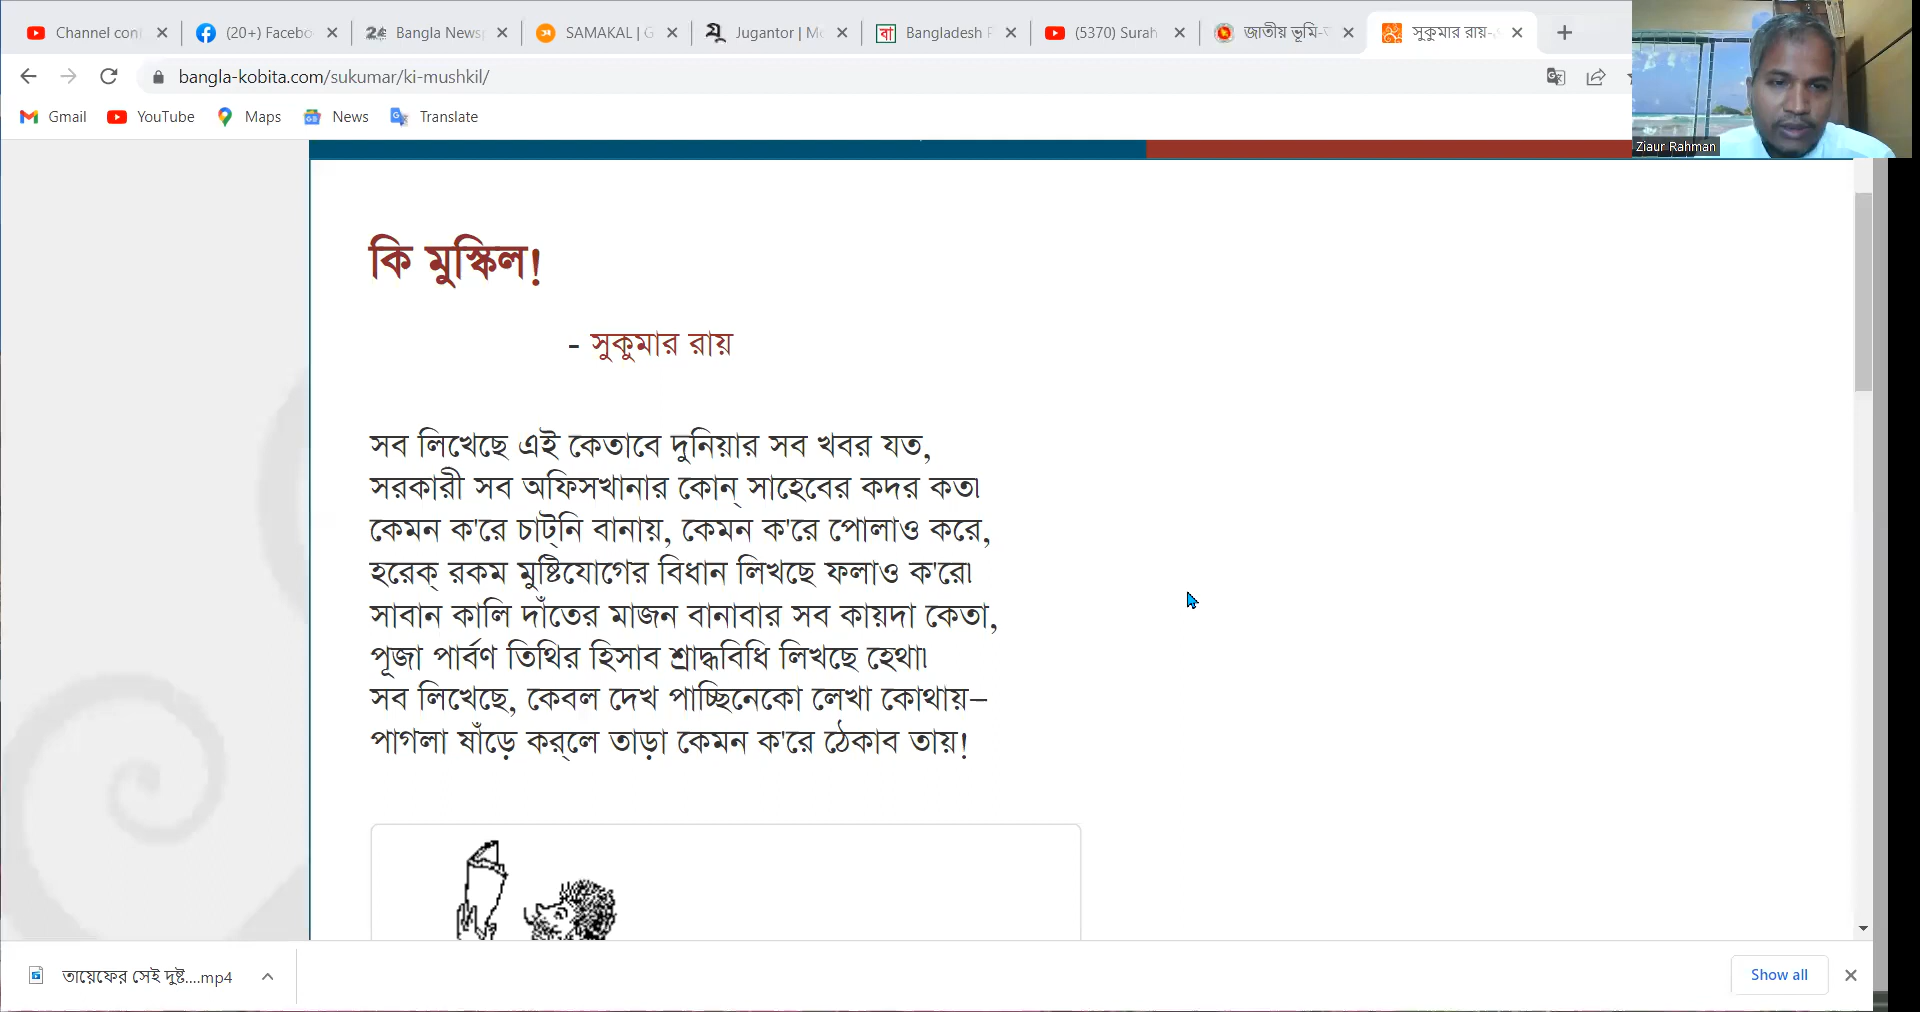 Channel con
(20+) Facebo
Bangla News
SAMAKAL | G
Jugantor | M
Bangladesh P
(5370) Surah
জাতীয় ভূমি-
সুকুমার রায়-
bangla-kobita.com/sukumar/ki-mushkil/
Gmail YouTube Maps News Translate
Ziaur Rahman
কি মুস্কিল!
- সুকুমার রায়
সব লিখেছে এই কেতাবে দুনিয়ার সব খবর যত,
সরকারী সব অফিসখানার কোন্ সাহেবের কদর কত৷
কেমন ক'রে চাট্‌নি বানায়, কেমন ক'রে পোলাও করে,
হরেক্ রকম মুষ্টিযোগের বিধান লিখছে ফলাও ক'রে৷
সাবান কালি দাঁতের মাজন বানাবার সব কায়দা কেতা,
পূজা পার্বণ তিথির হিসাব শ্রাদ্ধবিধি লিখছে হেথা৷
সব লিখেছে, কেবল দেখ পাচ্ছিনেকো লেখা কোথায়—
পাগলা ষাঁড়ে কর্‌লে তাড়া কেমন ক'রে ঠেকাব তায়!
তায়েফের সেই দুষ্ট....mp4
Show all